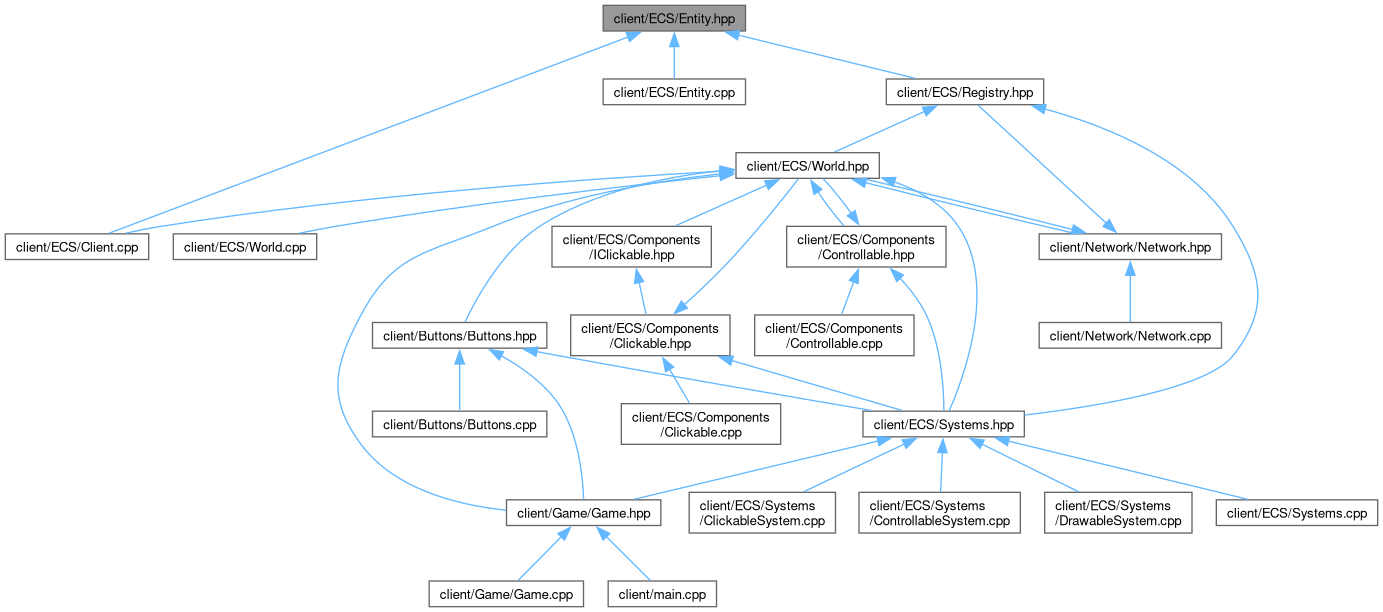 client/ECS/Entity.hpp
client/ECS/Entity.cpp
client/ECS/Registry.hpp
client/ECS/World.hpp
client/ECS/Client.cpp
client/ECS/World.cpp
client/ECS/Components
/IClickable.hpp
client/ECS/Components
/Controllable.hpp
client/Network/Network.hpp
client/Buttons/Buttons.hpp
client/ECS/Components
/Clickable.hpp
client/ECS/Components
/Controllable.cpp
client/Network/Network.cpp
client/Buttons/Buttons.cpp
client/ECS/Components
/Clickable.cpp
client/ECS/Systems.hpp
client/Game/Game.hpp
client/ECS/Systems
/ClickableSystem.cpp
client/ECS/Systems
/ControllableSystem.cpp
client/ECS/Systems
/DrawableSystem.cpp
client/ECS/Systems.cpp
client/Game/Game.cpp
client/main.cpp